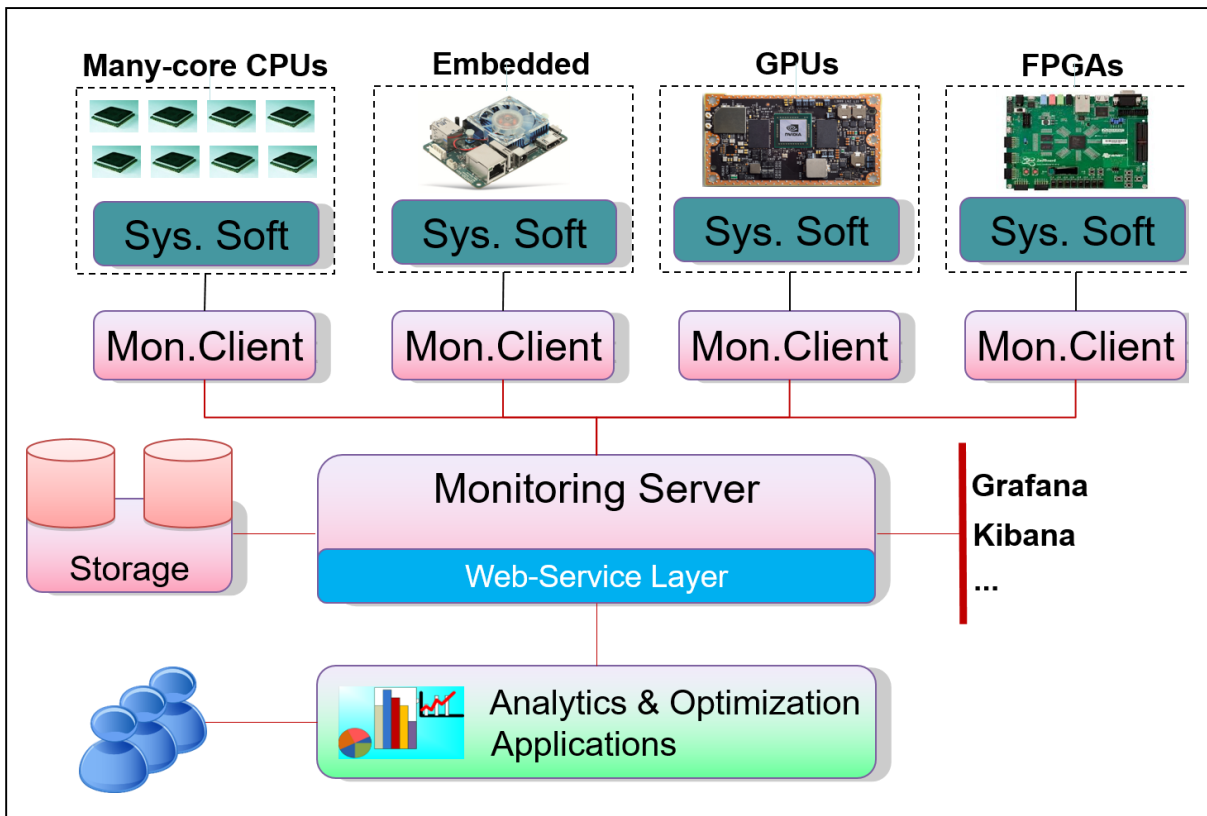 Many-core CPUs
Embedded
GPUs
FPGAs
NVIDIA
Sys. Soft
Sys. Soft
Sys. Soft
Sys. Soft
Mon.Client
Mon.Client
Mon.Client
Mon.Client
Monitoring Server
Grafana
Kibana
...
Storage
Web-Service Layer
Analytics & Optimization
Applications